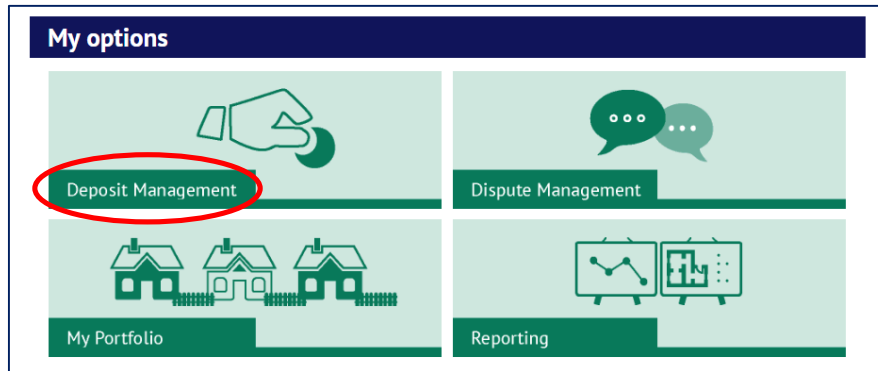 My options
Deposit Management
Dispute Management
My Portfolio
Reporting